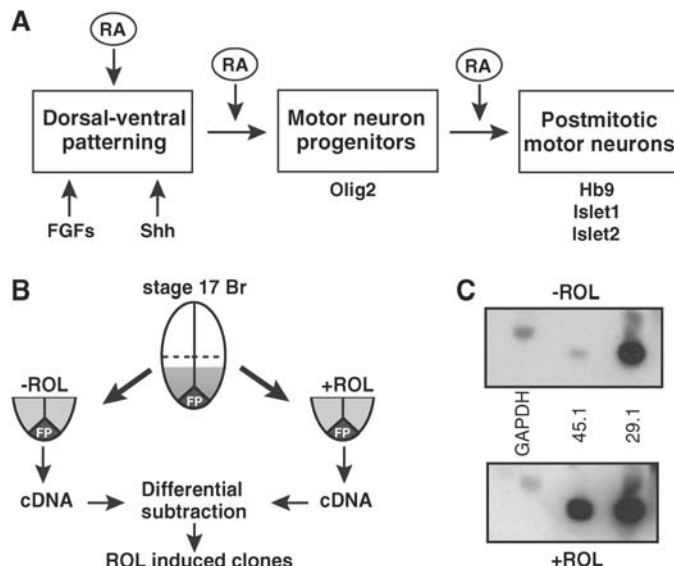 A
RA
RA
RA
Dorsal-ventral
patterning
Motor neuron
progenitors
Postmitotic
motor neurons
FGFs
Shh
Olig2
Hb9
Islet1
Islet2
B
stage 17 Br
-ROL
+ROL
FP
FP
FP
cDNA
Differential
subtraction
cDNA
ROL induced clones
C
-ROL
GAPDH
45.1
29.1
+ROL